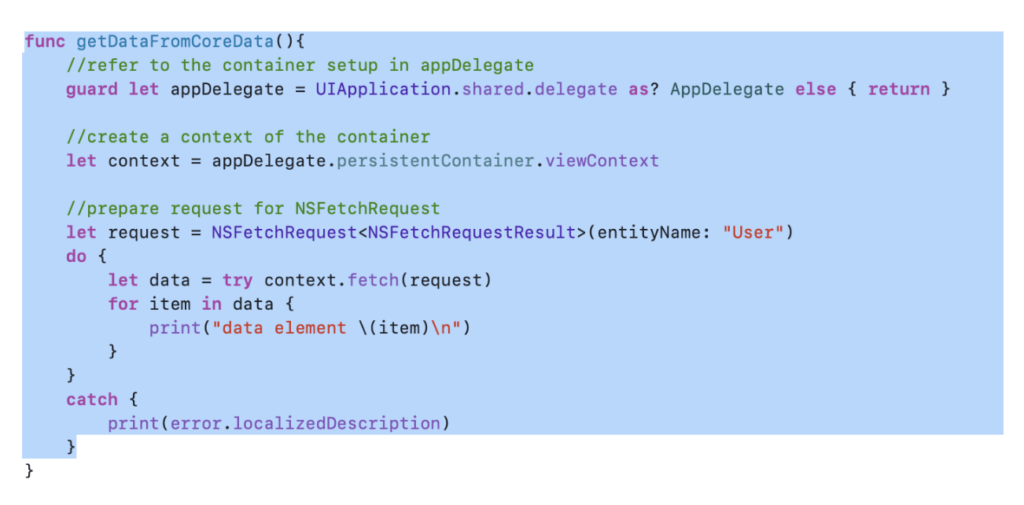 func getDataFromCoreData(){
    //refer to the container setup in appDelegate
    guard let appDelegate = UIApplication.shared.delegate as? AppDelegate else { return }
    //create a context of the container
    let context = appDelegate.persistentContainer.viewContext
    //prepare request for NSFetchRequest
    let request = NSFetchRequest<NSFetchRequestResult>(entityName: "User")
    do {
        let data = try context.fetch(request)
        for item in data {
            print("data element \(item)\n")
        }
    }
    catch {
        print(error.localizedDescription)
    }
}